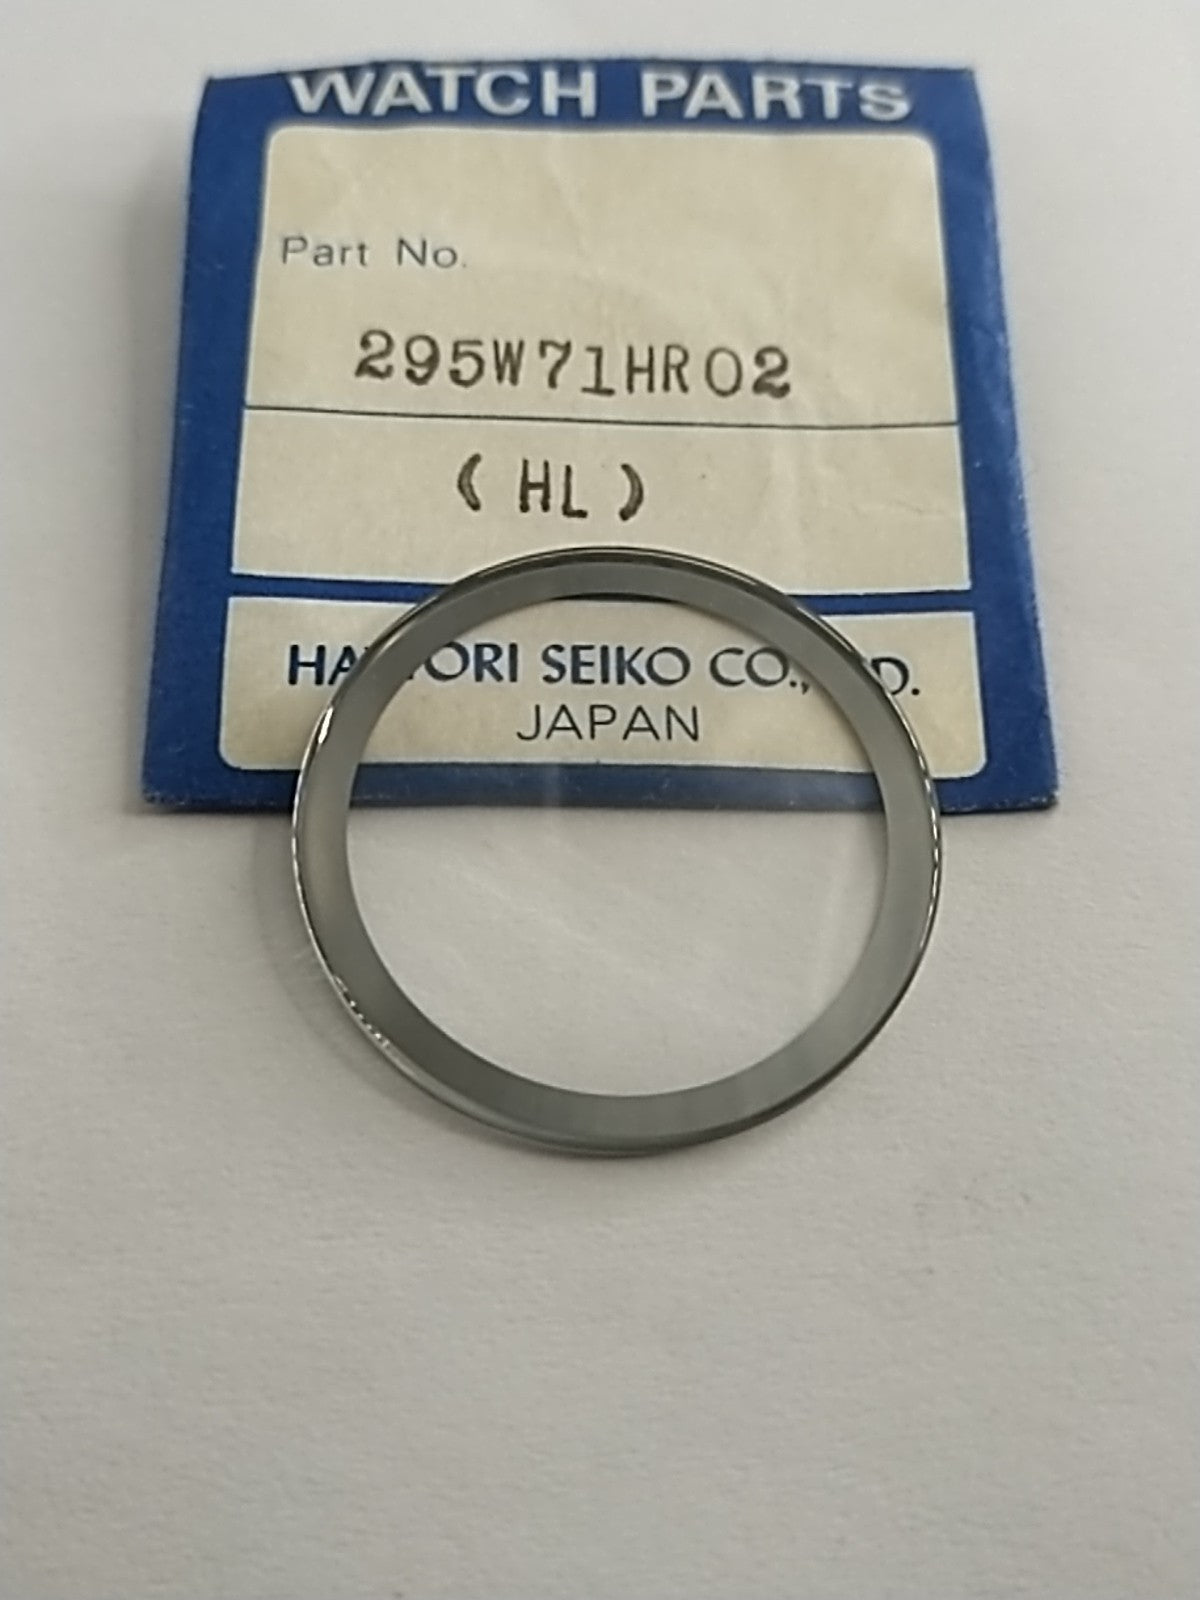 WATCH PARTS
Part No.
295W71HR02
(HL)
SEIKO CO.,
JAPAN